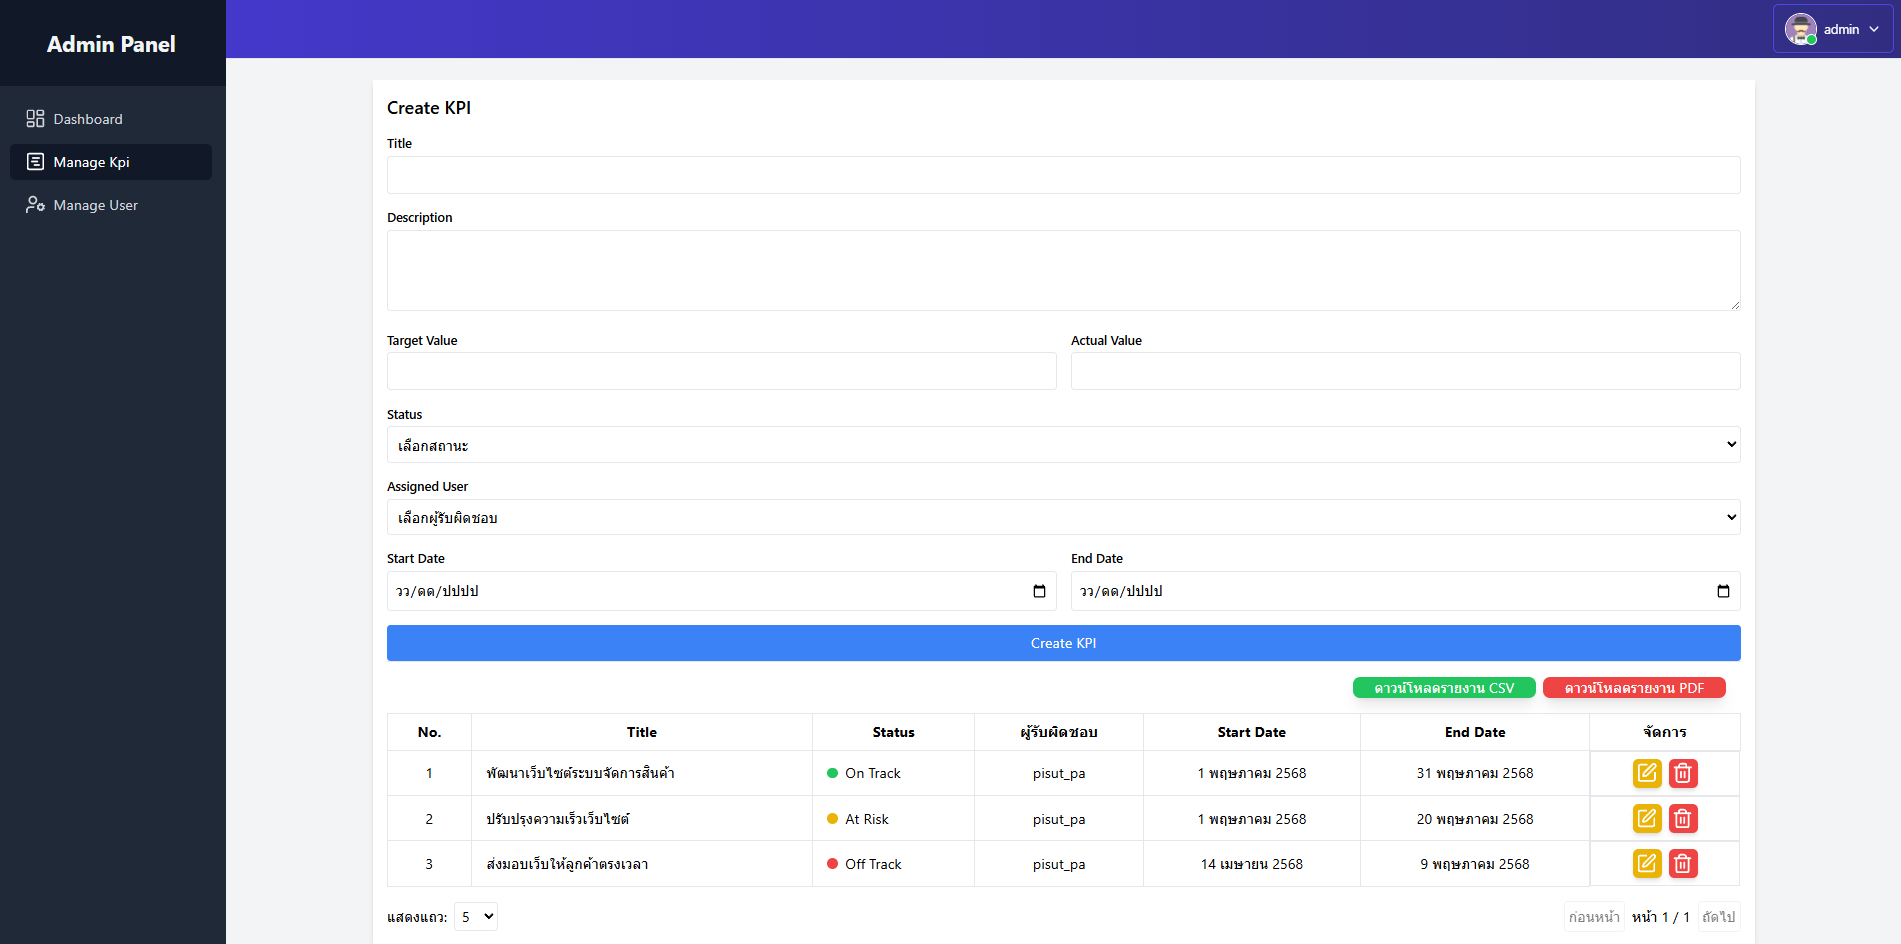 Admin Panel
admin
Dashboard
Manage Kpi
Manage User
Create KPI
Title
Description
Target Value Actual Value
Status
เลือกสถานะ
Assigned User
เลือกผู้รับผิดชอบ
Start Date End Date
วว/ดด/ปปปป วว/ดด/ปปปป
Create KPI
ดาวน์โหลดรายงาน CSV ดาวน์โหลดรายงาน PDF
No. Title Status ผู้รับผิดชอบ Start Date End Date จัดการ
1 พัฒนาเว็บไซต์ระบบจัดการสินค้า On Track pisut_pa 1 พฤษภาคม 2568 31 พฤษภาคม 2568
2 ปรับปรุงความเร็วเว็บไซต์ At Risk pisut_pa 1 พฤษภาคม 2568 20 พฤษภาคม 2568
3 ส่งมอบเว็บให้ลูกค้าตรงเวลา Off Track pisut_pa 14 เมษายน 2568 9 พฤษภาคม 2568
แสดงแถว: 5 ก่อนหน้า หน้า 1 / 1 ถัดไป